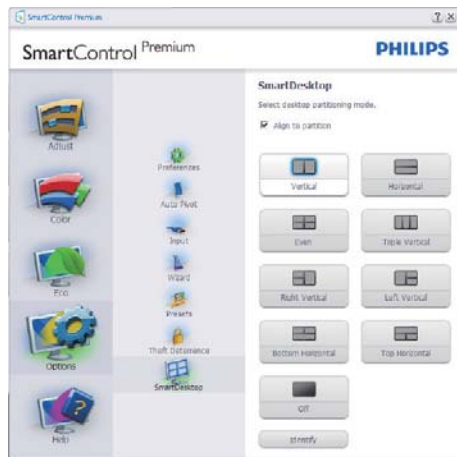 SmartControl Premium
? X
SmartControl Premium
PHILIPS
Adjust
Color
Eco
Options
Help
Preferences
Auto Pivot
Input
Wizard
Presets
Theft Deterrence
SmartDesktop
SmartDesktop
Select desktop partitioning mode.
Align to partition
Vertical
Horizontal
Even
Triple Vertical
Right Vertical
Left Vertical
Bottom Horizontal
Top Horizontal
Off
Identify